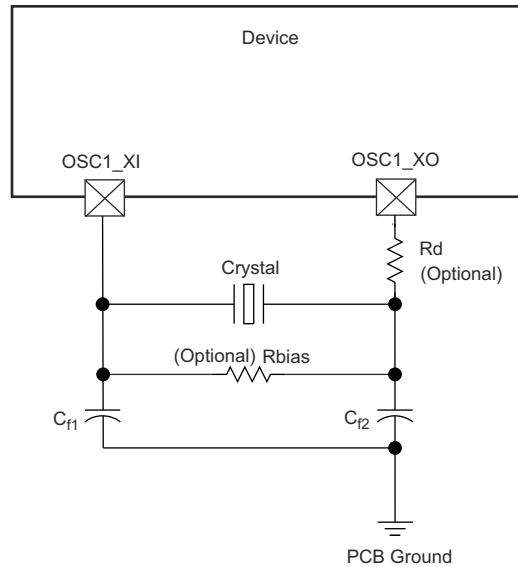 Device
OSC1_XI
OSC1_XO
Rd
(Optional)
Crystal
(Optional) Rbias
Cf1
Cf2
PCB Ground